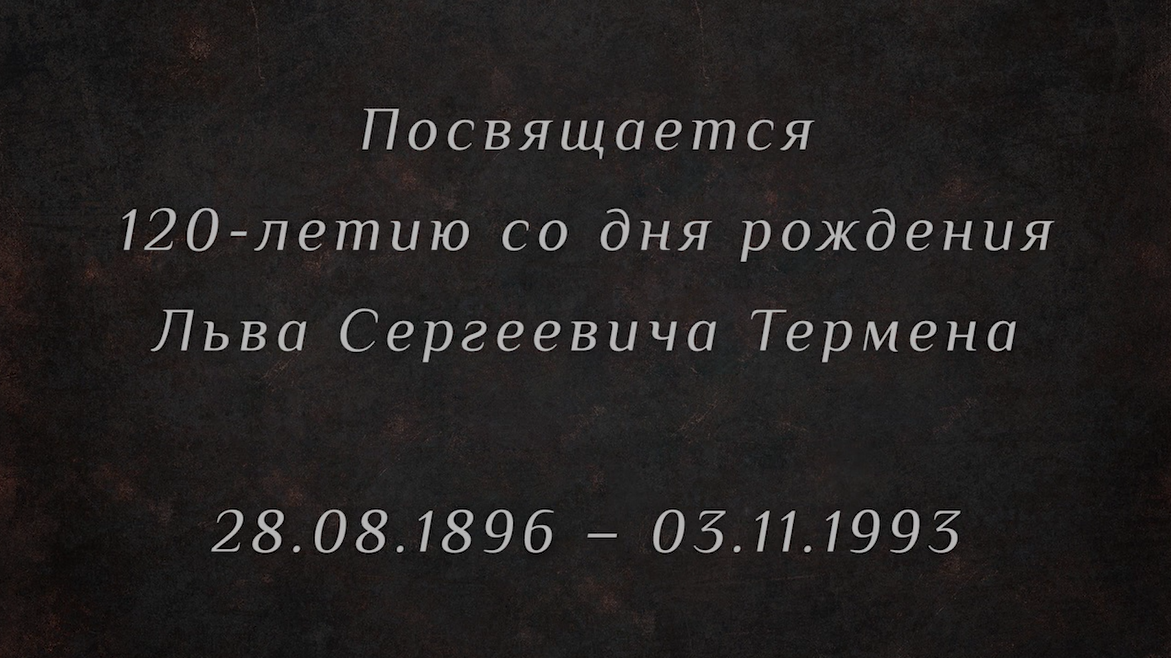 Посвящается
120-летию со дня рождения
Льва Сергеевича Термена
28.08.1896 – 03.11.1993